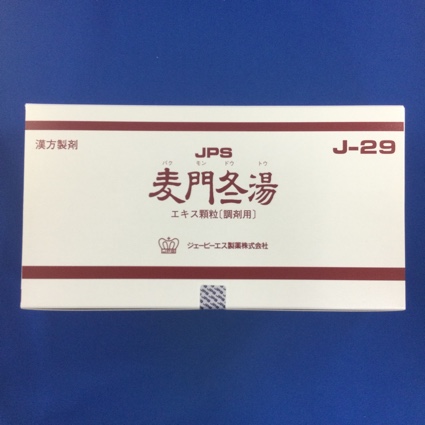 漢方製剤
J-29
JPS
バク モン ドウ トウ
麦門冬湯
エキス顆粒〔調剤用〕
ジェーピーエス製薬株式会社